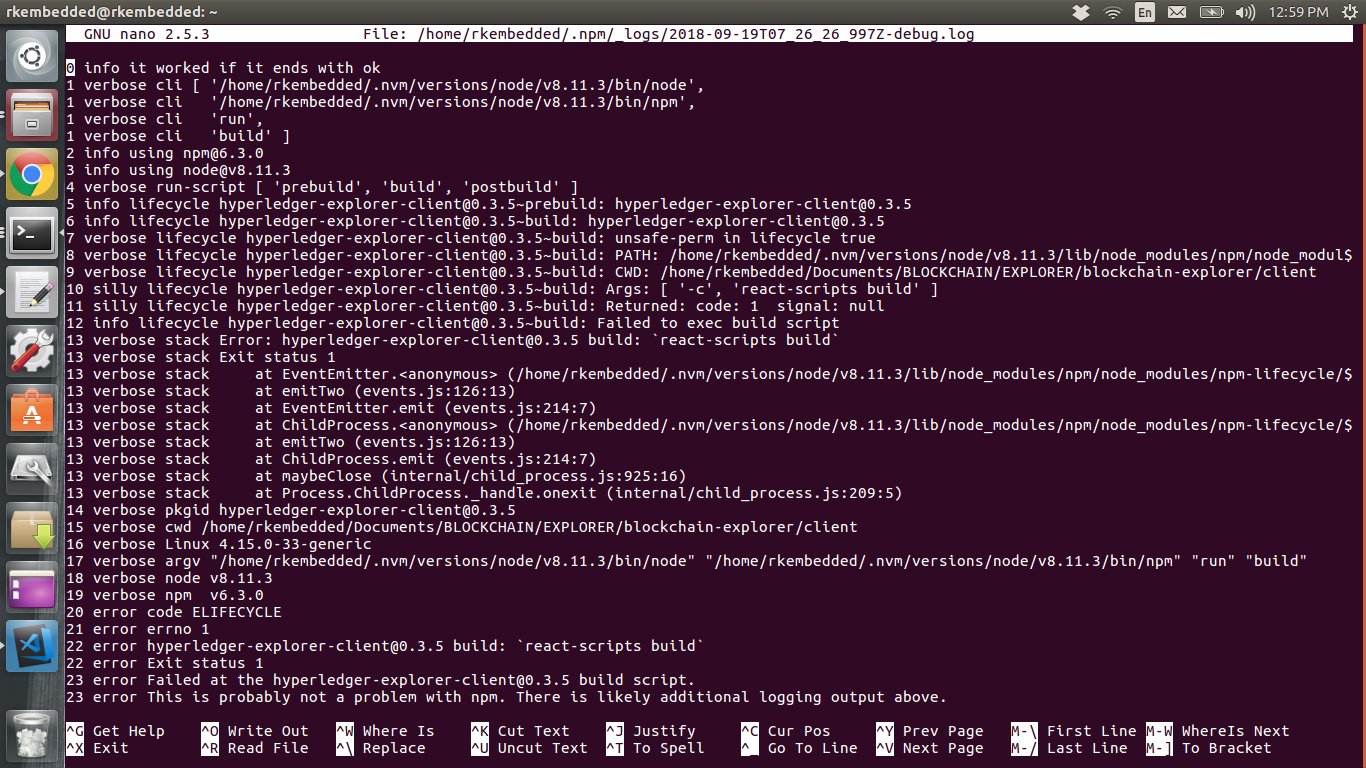 rkembedded@rkembedded: ~
En
12:59 PM
GNU nano 2.5.3 File: /home/rkembedded/.npm/_logs/2018-09-19T07_26_26_997Z-debug.log
0 info it worked if it ends with ok
1 verbose cli [ '/home/rkembedded/.nvm/versions/node/v8.11.3/bin/node',
1 verbose cli   '/home/rkembedded/.nvm/versions/node/v8.11.3/bin/npm',
1 verbose cli   'run',
1 verbose cli   'build' ]
2 info using npm@6.3.0
3 info using node@v8.11.3
4 verbose run-script [ 'prebuild', 'build', 'postbuild' ]
5 info lifecycle hyperledger-explorer-client@0.3.5~prebuild: hyperledger-explorer-client@0.3.5
6 info lifecycle hyperledger-explorer-client@0.3.5~build: hyperledger-explorer-client@0.3.5
7 verbose lifecycle hyperledger-explorer-client@0.3.5~build: unsafe-perm in lifecycle true
8 verbose lifecycle hyperledger-explorer-client@0.3.5~build: PATH: /home/rkembedded/.nvm/versions/node/v8.11.3/lib/node_modules/npm/node_modul$
9 verbose lifecycle hyperledger-explorer-client@0.3.5~build: CWD: /home/rkembedded/Documents/BLOCKCHAIN/EXPLORER/blockchain-explorer/client
10 silly lifecycle hyperledger-explorer-client@0.3.5~build: Args: [ '-c', 'react-scripts build' ]
11 silly lifecycle hyperledger-explorer-client@0.3.5~build: Returned: code: 1  signal: null
12 info lifecycle hyperledger-explorer-client@0.3.5~build: Failed to exec build script
13 verbose stack Error: hyperledger-explorer-client@0.3.5 build: `react-scripts build`
13 verbose stack Exit status 1
13 verbose stack     at EventEmitter.<anonymous> (/home/rkembedded/.nvm/versions/node/v8.11.3/lib/node_modules/npm/node_modules/npm-lifecycle/$
13 verbose stack     at emitTwo (events.js:126:13)
13 verbose stack     at EventEmitter.emit (events.js:214:7)
13 verbose stack     at ChildProcess.<anonymous> (/home/rkembedded/.nvm/versions/node/v8.11.3/lib/node_modules/npm/node_modules/npm-lifecycle/$
13 verbose stack     at emitTwo (events.js:126:13)
13 verbose stack     at ChildProcess.emit (events.js:214:7)
13 verbose stack     at maybeClose (internal/child_process.js:925:16)
13 verbose stack     at Process.ChildProcess._handle.onexit (internal/child_process.js:209:5)
14 verbose pkgid hyperledger-explorer-client@0.3.5
15 verbose cwd /home/rkembedded/Documents/BLOCKCHAIN/EXPLORER/blockchain-explorer/client
16 verbose Linux 4.15.0-33-generic
17 verbose argv "/home/rkembedded/.nvm/versions/node/v8.11.3/bin/node" "/home/rkembedded/.nvm/versions/node/v8.11.3/bin/npm" "run" "build"
18 verbose node v8.11.3
19 verbose npm  v6.3.0
20 error code ELIFECYCLE
21 error errno 1
22 error hyperledger-explorer-client@0.3.5 build: `react-scripts build`
22 error Exit status 1
23 error Failed at the hyperledger-explorer-client@0.3.5 build script.
23 error This is probably not a problem with npm. There is likely additional logging output above.
^G Get Help ^O Write Out ^W Where Is ^K Cut Text ^J Justify ^C Cur Pos ^Y Prev Page M-\ First Line M-W WhereIs Next
^X Exit ^R Read File ^\ Replace ^U Uncut Text ^T To Spell ^_ Go To Line ^V Next Page M-/ Last Line M-] To Bracket